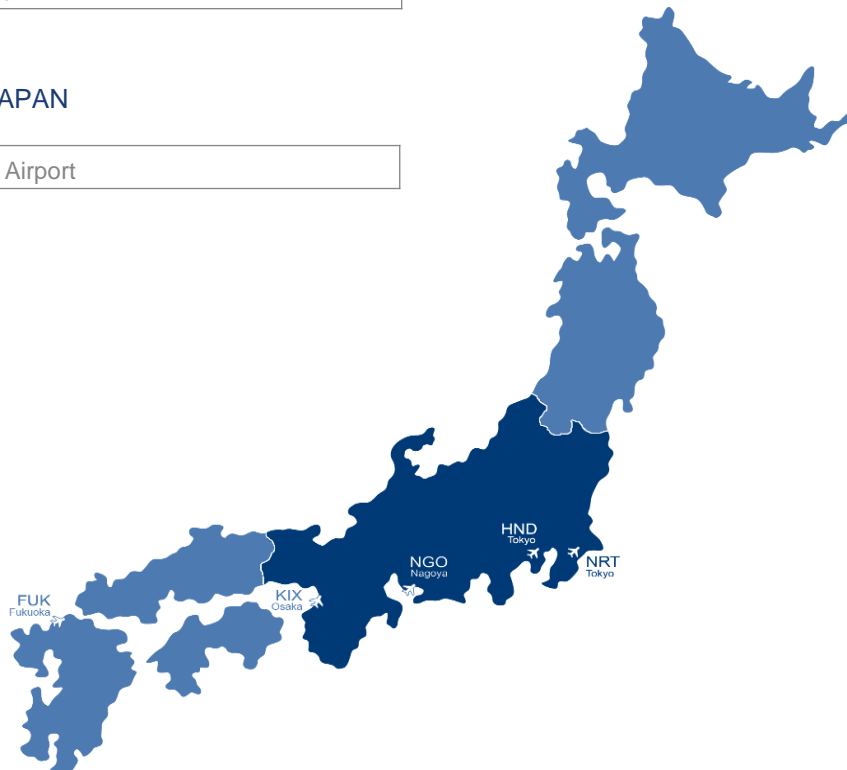 APAN
Airport
HND
Tokyo
NGO
Nagoya
NRT
Tokyo
KIX
Osaka
FUK
Fukuoka